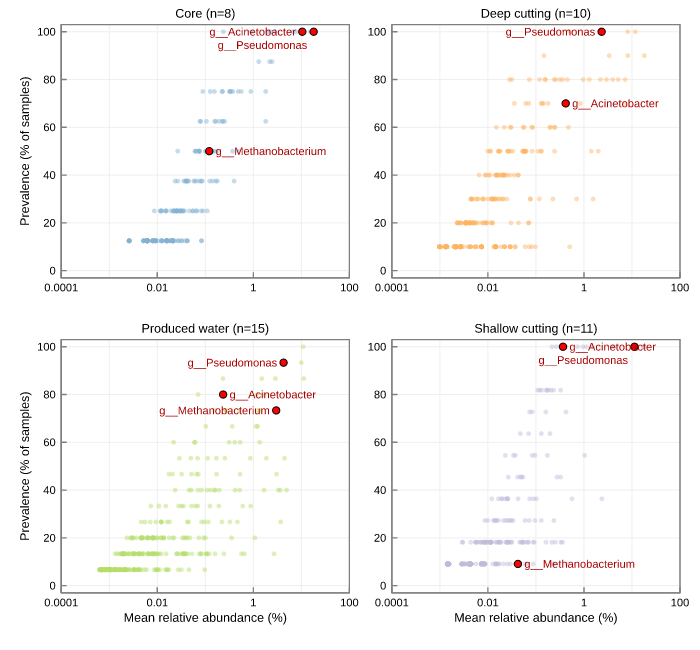 Core (n=8)
Deep cutting (n=10)
Prevalence (% of samples)
100
80
60
40
20
0
g__Acinetobacter
g__Pseudomonas
g__Methanobacterium
0.0001
0.01
1
100
100
80
60
40
20
0
g__Pseudomonas
g__Acinetobacter
0.0001
0.01
1
100
Produced water (n=15)
Shallow cutting (n=11)
Prevalence (% of samples)
100
80
60
40
20
0
g__Pseudomonas
g__Acinetobacter
g__Methanobacterium
0.0001
0.01
1
100
Mean relative abundance (%)
100
80
60
40
20
0
g__Acinetobacter
g__Pseudomonas
g__Methanobacterium
0.0001
0.01
1
100
Mean relative abundance (%)